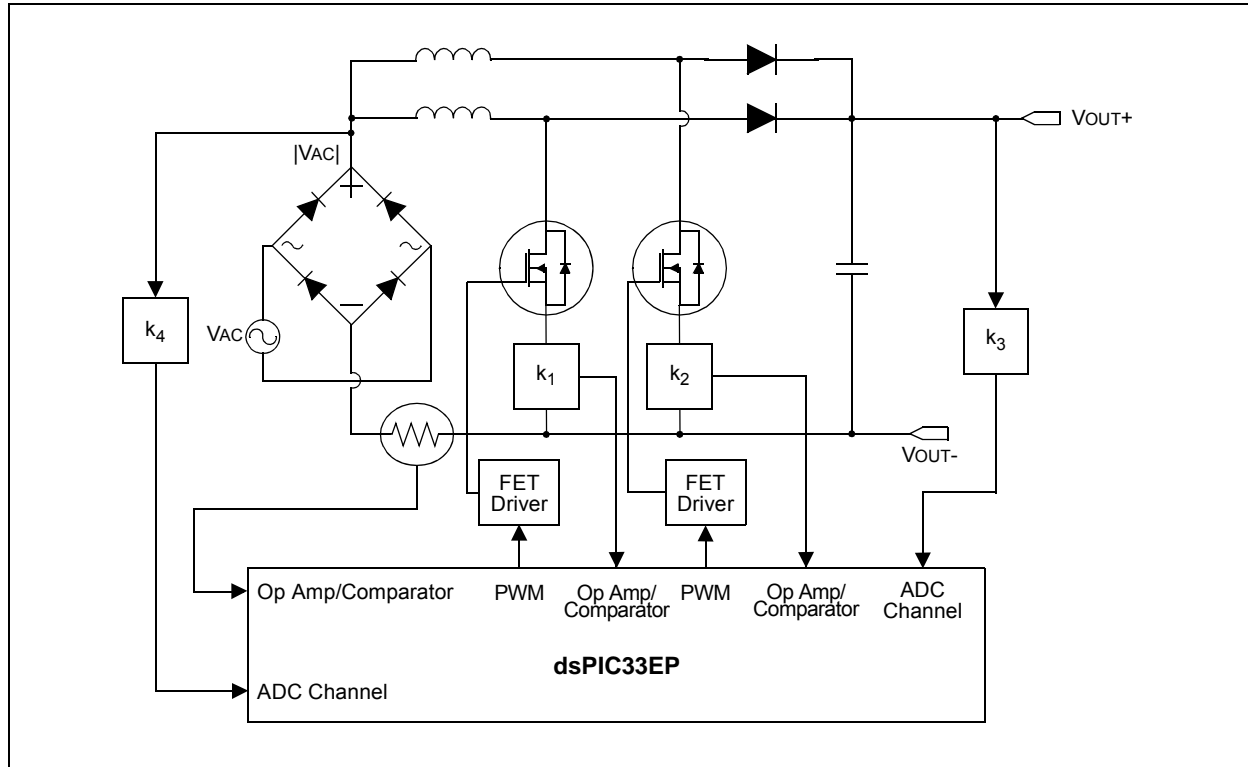 VOUT+
|VAC|
k4
VAC
k1
k2
k3
VOUT-
FET
Driver
FET
Driver
Op Amp/Comparator
PWM
Op Amp/
Comparator
PWM
Op Amp/
Comparator
ADC
Channel
dsPIC33EP
ADC Channel